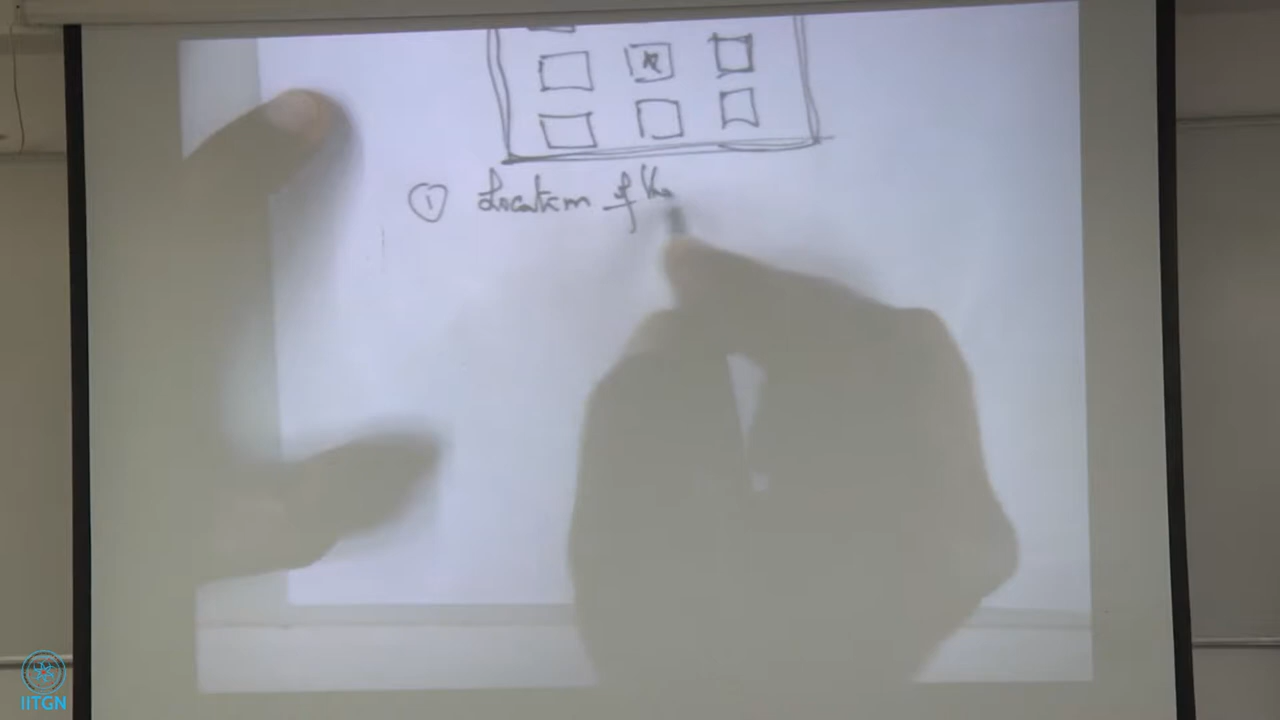 ① Location of the
IITGN